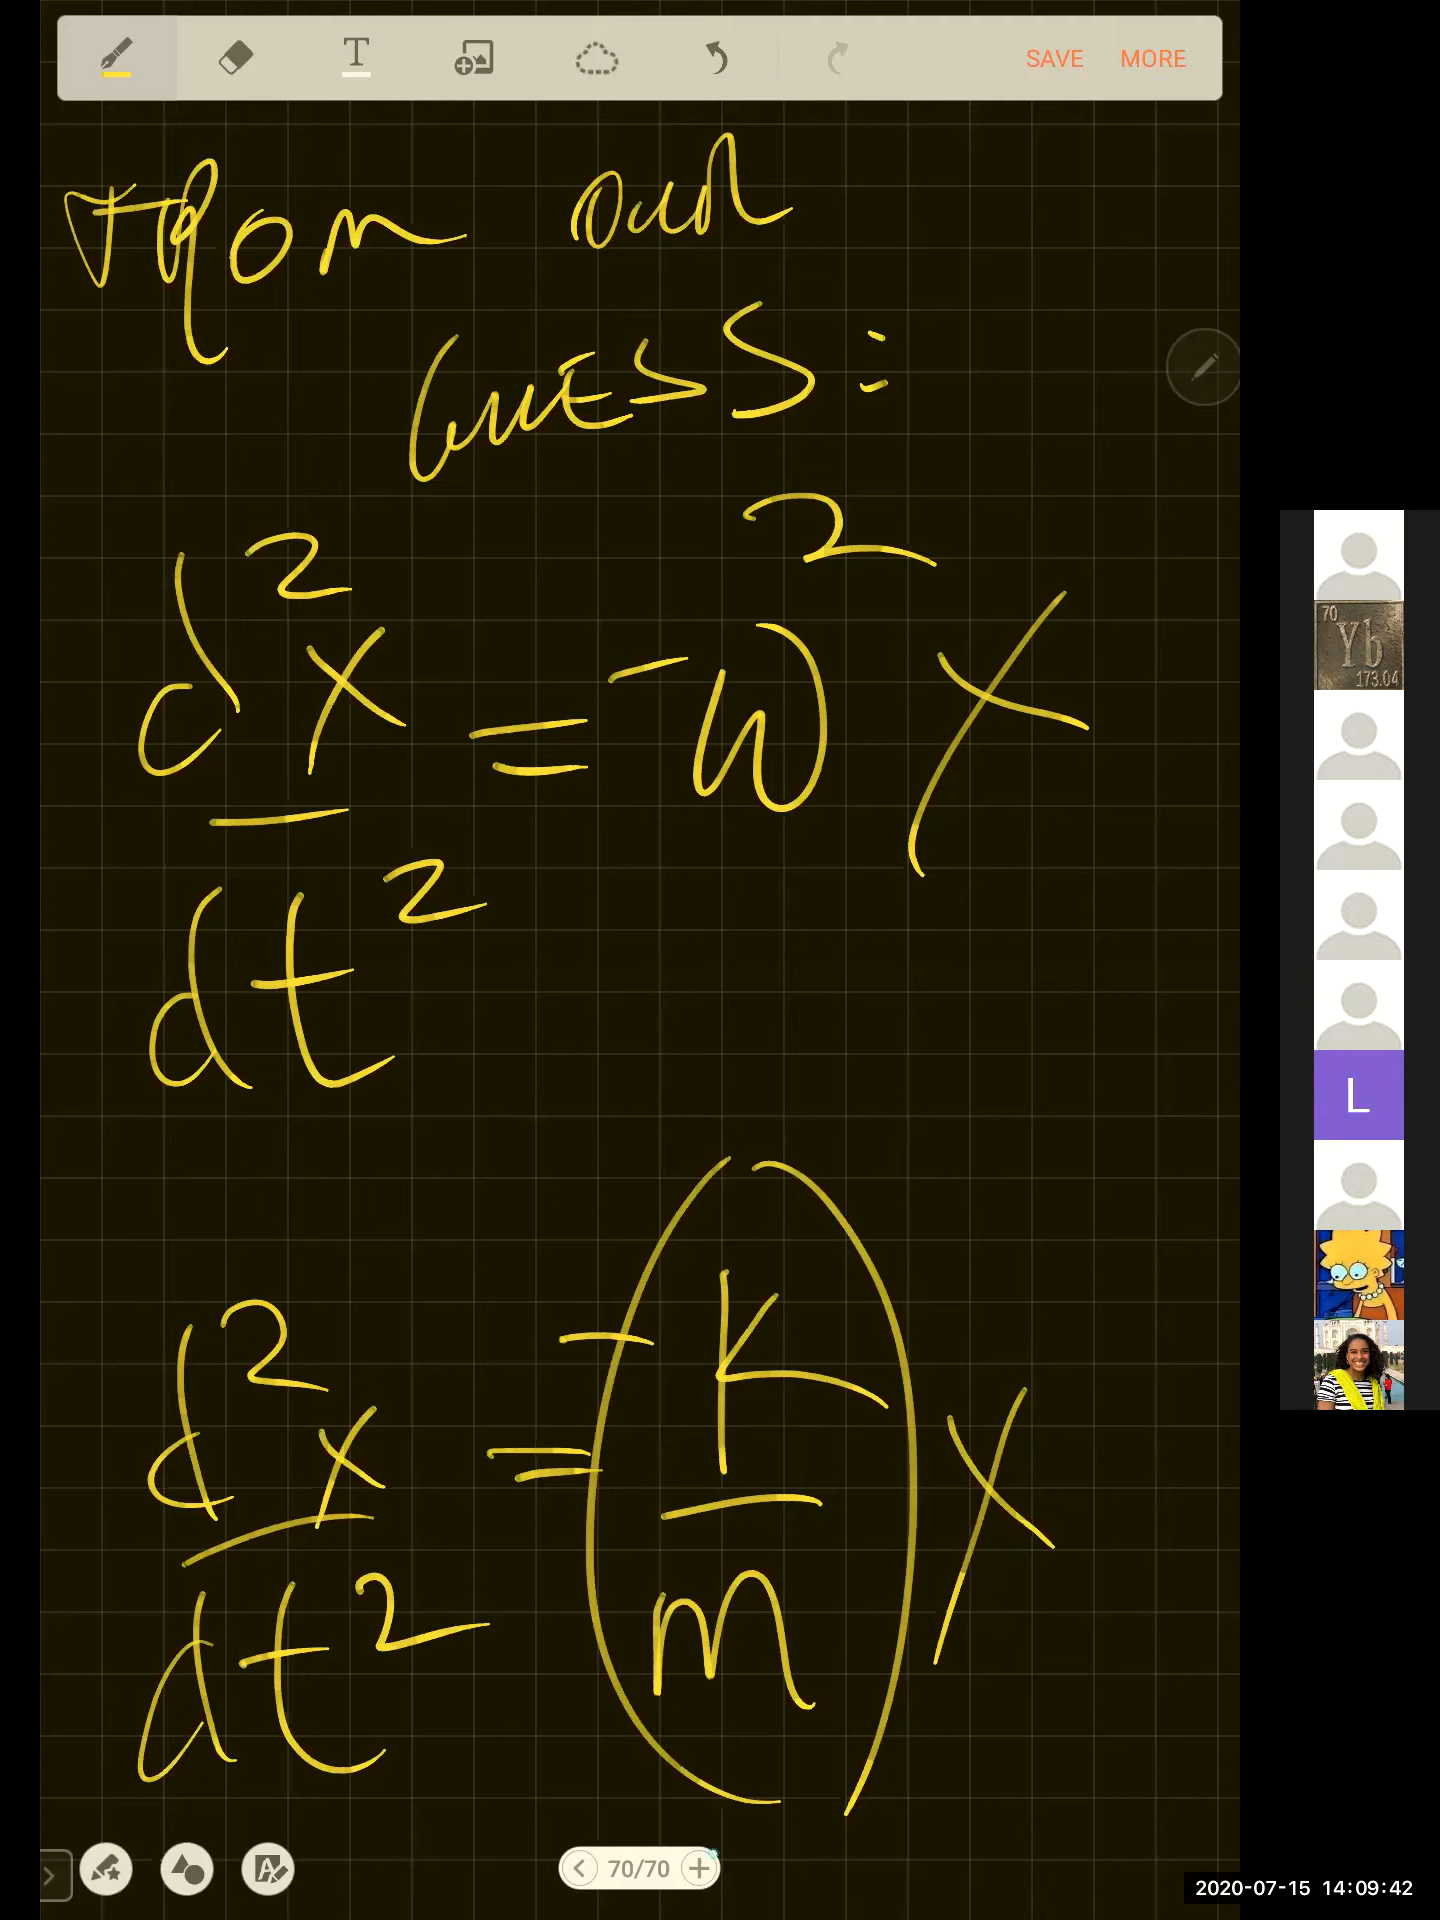 T
SAVE MORE
From our
Guess:
d²x
— = -ω² x
dt²
d²x
— = -(k/m) x
dt²
70
Yb
173.04
L
70/70
2020-07-15 14:09:42